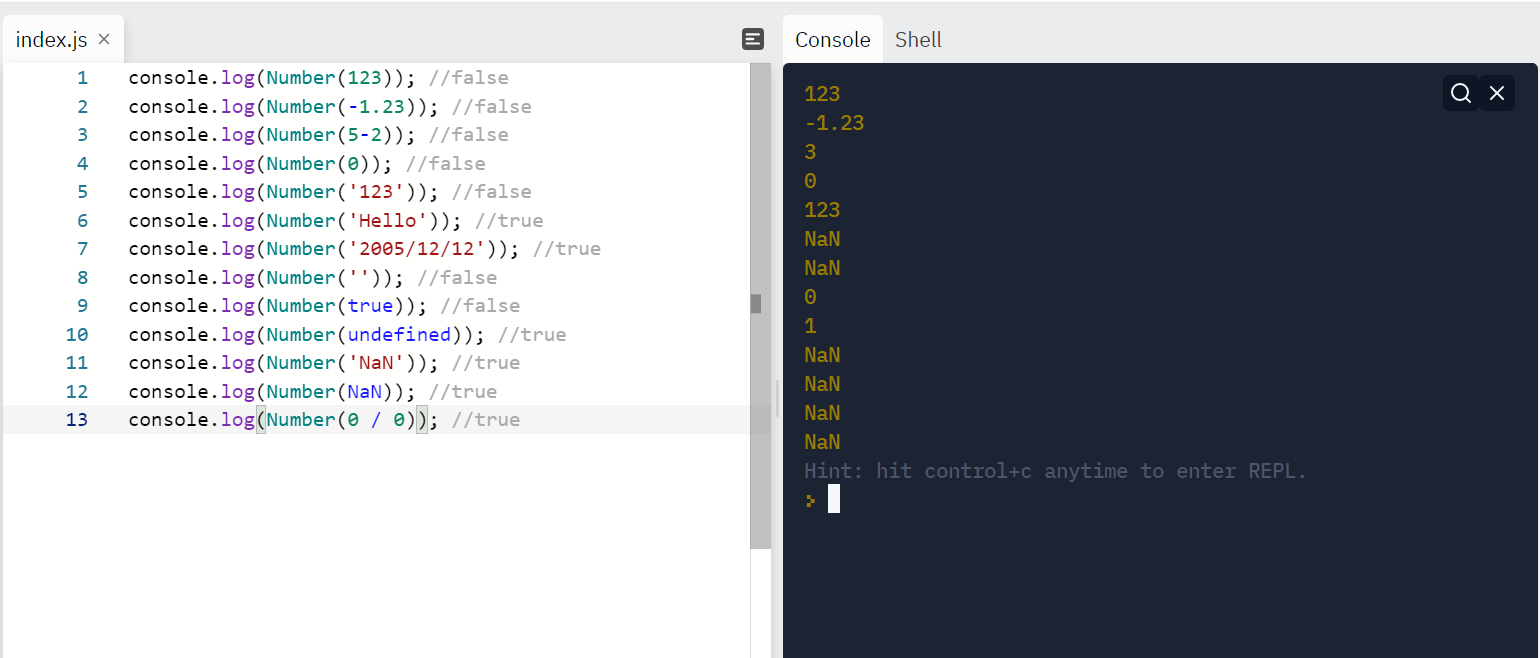 index.js ×
1 console.log(Number(123)); //false
2 console.log(Number(-1.23)); //false
3 console.log(Number(5-2)); //false
4 console.log(Number(0)); //false
5 console.log(Number('123')); //false
6 console.log(Number('Hello')); //true
7 console.log(Number('2005/12/12')); //true
8 console.log(Number('')); //false
9 console.log(Number(true)); //false
10 console.log(Number(undefined)); //true
11 console.log(Number('NaN')); //true
12 console.log(Number(NaN)); //true
13 console.log(Number(0 / 0)); //true
Console Shell
123
-1.23
3
0
123
NaN
NaN
0
1
NaN
NaN
NaN
NaN
Hint: hit control+c anytime to enter REPL.
>